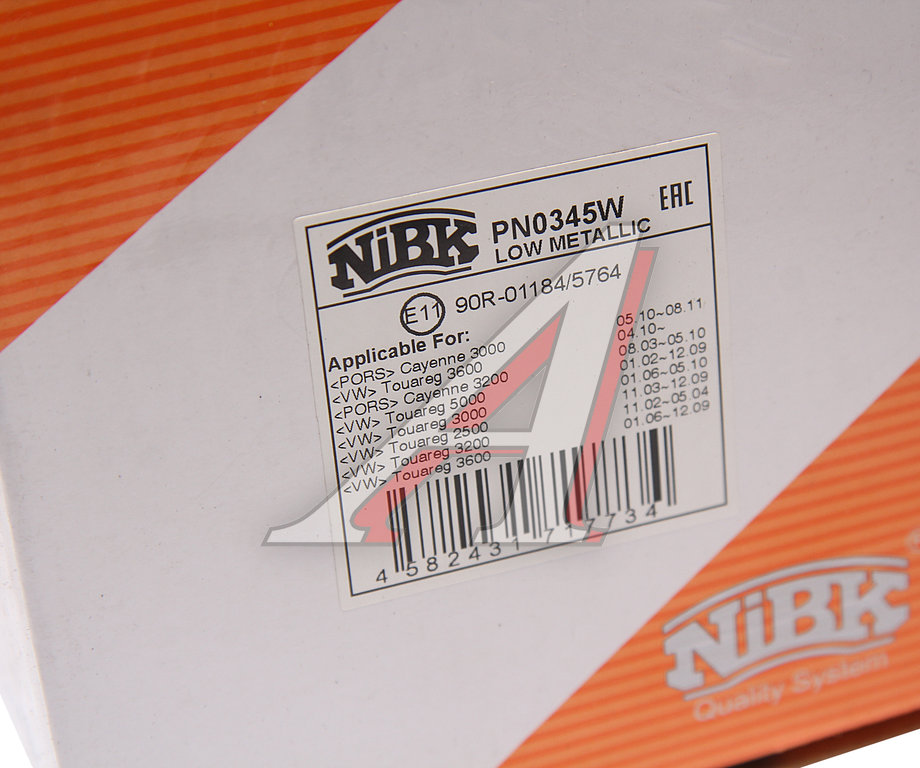 NiBK PN0345W EAC
LOW METALLIC
E11 90R-01184/5764
Applicable For:
<PORS> Cayenne 3000 05.10~08.11
<VW> Touareg 3600 04.10~
<PORS> Cayenne 3200 08.03~05.10
<VW> Touareg 5000 01.02~12.09
<VW> Touareg 3000 01.06~05.10
<VW> Touareg 2500 11.03~12.09
<VW> Touareg 3200 11.02~05.04
<VW> Touareg 3600 01.06~12.09
4 582431 717734
NiBK
Quality System